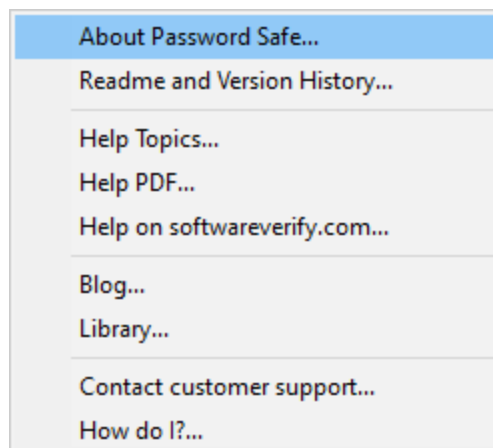 About Password Safe...
Readme and Version History...
Help Topics...
Help PDF...
Help on softwareverify.com...
Blog...
Library...
Contact customer support...
How do I?...